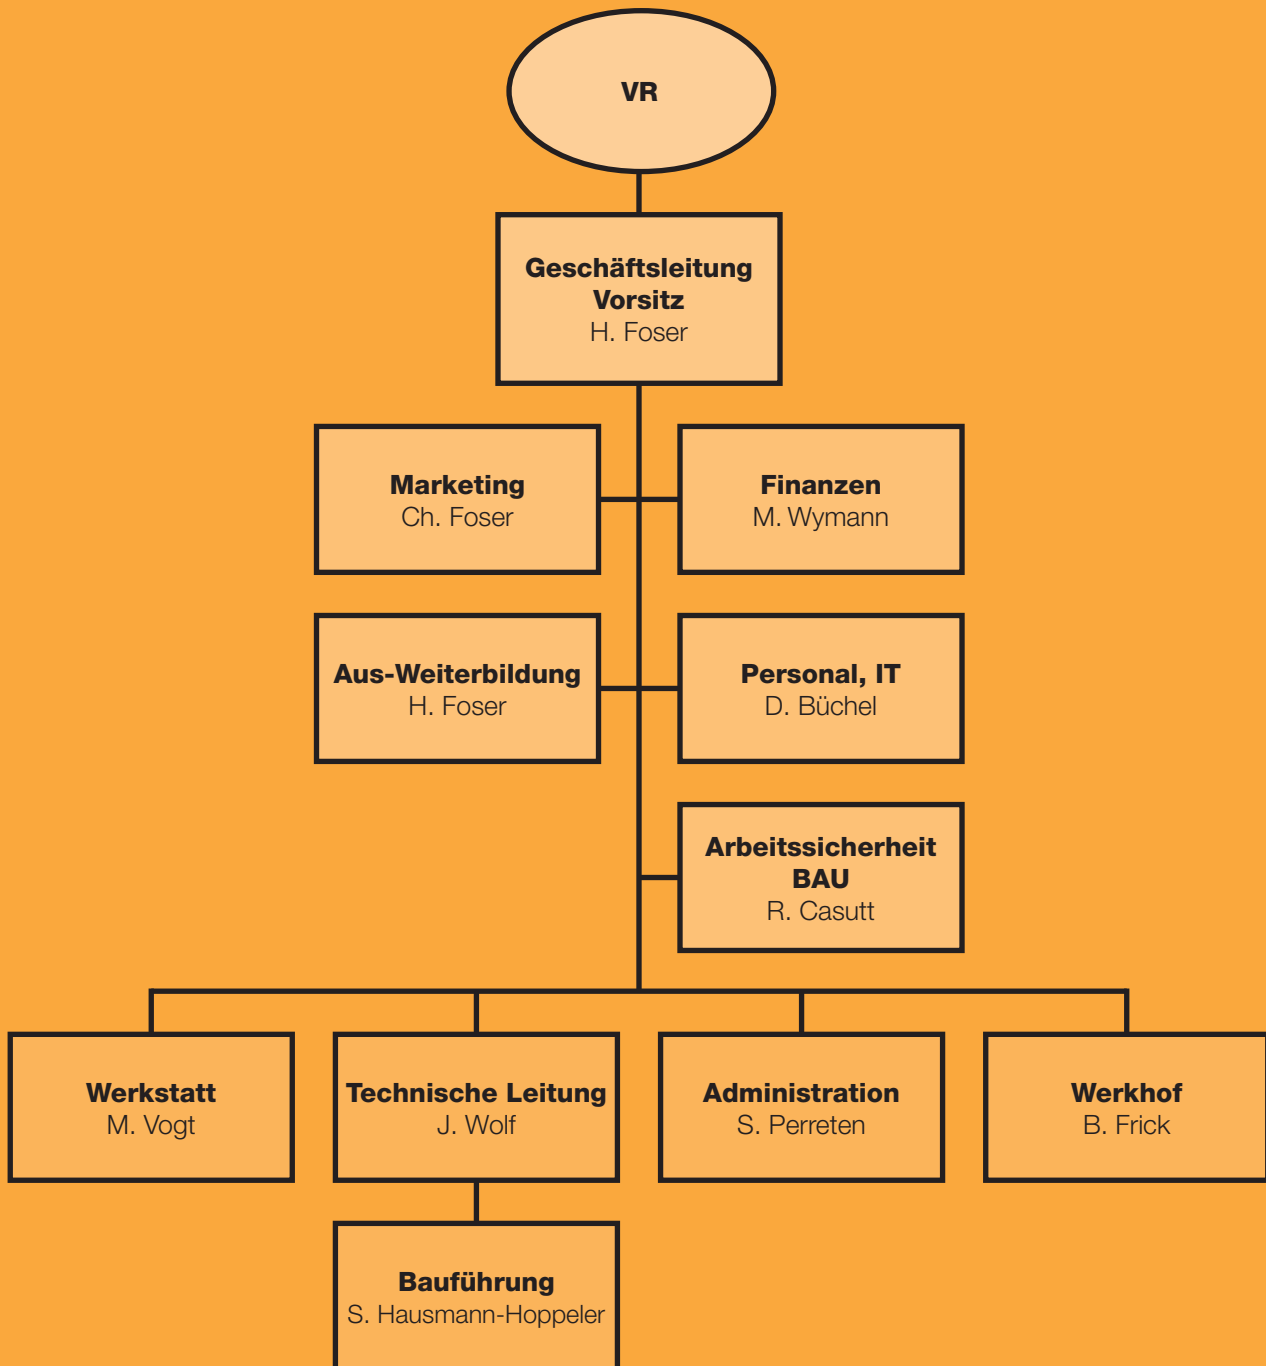 VR
Geschäftsleitung
Vorsitz
H. Foser
Marketing
Ch. Foser
Finanzen
M. Wymann
Aus-Weiterbildung
H. Foser
Personal, IT
D. Büchel
Arbeitssicherheit
BAU
R. Casutt
Werkstatt
M. Vogt
Technische Leitung
J. Wolf
Administration
S. Perreten
Werkhof
B. Frick
Bauführung
S. Hausmann-Hoppeler